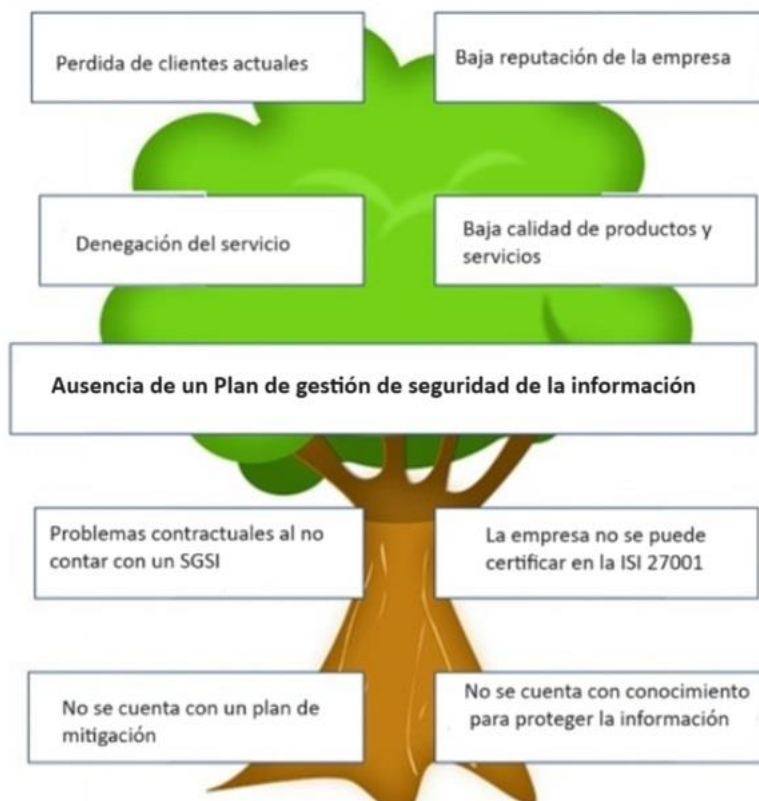 Perdida de clientes actuales
Baja reputación de la empresa
Denegación del servicio
Baja calidad de productos y
servicios
Ausencia de un Plan de gestión de seguridad de la información
Problemas contractuales al no
contar con un SGSI
La empresa no se puede
certificar en la ISI 27001
No se cuenta con un plan de
mitigación
No se cuenta con conocimiento
para proteger la información